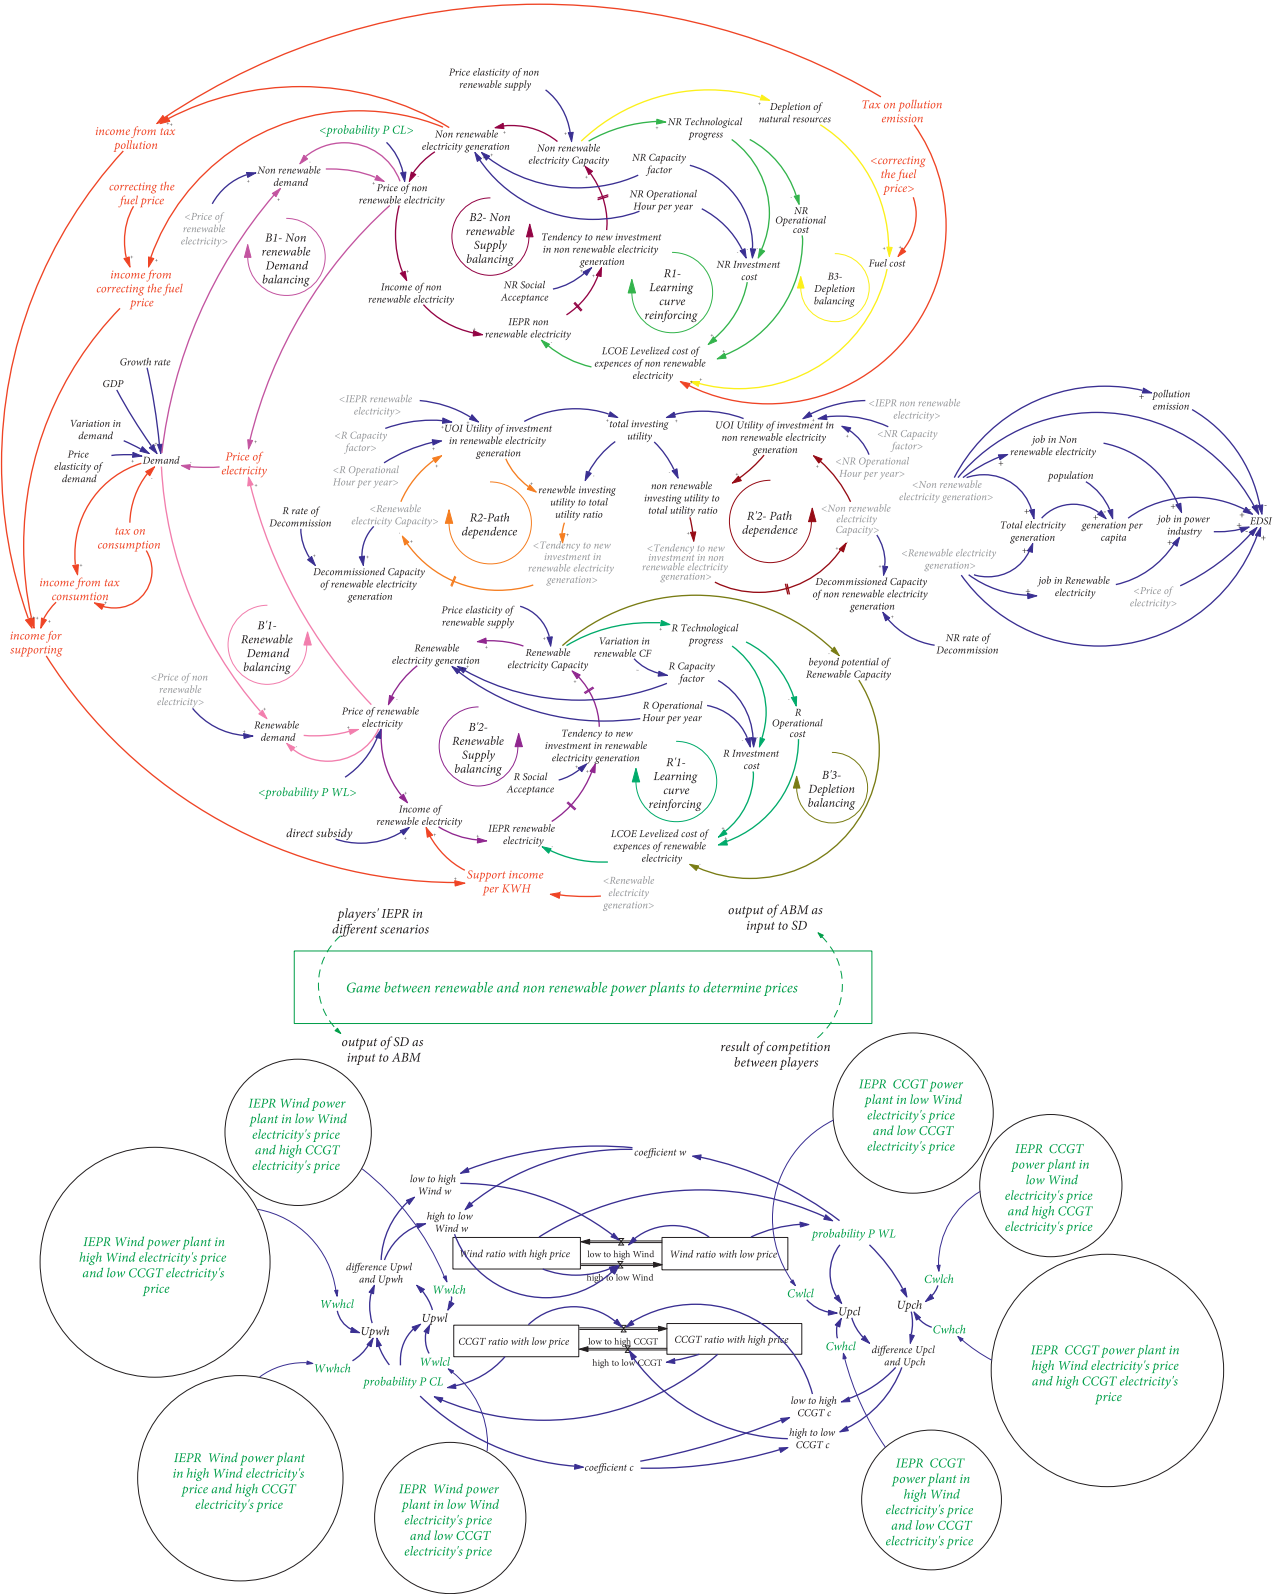 Price elasticity of non
renewable supply
Tax on pollution
emission
Depletion of
natural resources
income from tax
pollution
<probability P CL>
Non renewable
electricity generation
NR Technological
progress
Non renewable
electricity Capacity
NR Capacity
factor
<correcting
the fuel
price>
Non renewable
demand
correcting the
fuel price
Price of non
renewable electricity
NR Operational
Hour per year
NR
Operational
cost
<Price of
renewable
electricity>
B1- Non
renewable
Demand
balancing
B2- Non
renewable
Supply
balancing
Tendency to new investment
in non renewable electricity
generation
NR Investment
cost
Fuel cost
income from
correcting the fuel
price
R1-
Learning
curve
reinforcing
B3-
Depletion
balancing
Income of non
renewable electricity
NR Social
Acceptance
IEPR non
renewable electricity
LCOE Levelized cost of
expences of non renewable
electricity
Growth rate
GDP
Variation in
demand
Price
elasticity of
demand
Demand
Price of
electricity
<IEPR renewable
electricity>
<R Capacity
factor>
<R Operational
Hour per year>
UOI Utility of investment
in renewable electricity
generation
total investing
utility
UOI Utility of investment in
non renewable electricity
generation
<IEPR non renewable
electricity>
<NR Capacity
factor>
<NR Operational
Hour per year>
pollution
emission
job in Non
renewable electricity
population
<Non renewable
electricity generation>
Total electricity
generation
generation per
capita
job in power
industry
EDSI
<Renewable electricity
generation>
job in Renewable
electricity
<Price of
electricity>
R rate of
Decommission
<Renewable
electricity Capacity>
R2-Path
dependence
renewble investing
utility to total
utility ratio
non renewable
investing utility to
total utility ratio
R'2- Path
dependence
<Non renewable
electricity
Capacity>
tax on
consumption
income from tax
consumtion
Decommissioned Capacity
of renewable electricity
generation
<Tendency to new
investment in
renewable electricity
generation>
<Tendency to new
investment in non
renewable electricity
generation>
Decommissioned Capacity
of non renewable electricity
generation
NR rate of
Decommission
income for
supporting
B'1-
Renewable
Demand
balancing
Price elasticity of
renewable supply
Renewable
electricity generation
Renewable
electricity Capacity
Variation in
renewable CF
R Technological
progress
R Capacity
factor
beyond potential of
Renewable Capacity
<Price of non
renewable
electricity>
Renewable
demand
Price of renewable
electricity
R Operational
Hour per year
R
Operational
cost
B'2-
Renewable
Supply
balancing
Tendency to new
investment in renewable
electricity generation
R Investment
cost
R Social
Acceptance
R'1-
Learning
curve
reinforcing
B'3-
Depletion
balancing
<probability P WL>
direct subsidy
Income of
renewable electricity
IEPR renewable
electricity
LCOE Levelized cost of
expences of renewable
electricity
Support income
per KWH
<Renewable
electricity
generation>
players' IEPR in
different scenarios
output of ABM as
input to SD
Game between renewable and non renewable power plants to determine prices
output of SD as
input to ABM
result of competition
between players
IEPR Wind power
plant in low Wind
electricity's price
and high CCGT
electricity's price
IEPR CCGT power
plant in low Wind
electricity's price
and low CCGT
electricity's price
IEPR CCGT
power plant in
low Wind
electricity's price
and high CCGT
electricity's price
coefficient w
low to high
Wind w
high to low
Wind w
probability P WL
IEPR Wind power plant in
high Wind electricity's price
and low CCGT electricity's
price
Wind ratio with high price
low to high Wind
high to low Wind
Wind ratio with low price
difference Upwl
and Upwh
Wwhcl
Wwlch
Cwlcl
Cwlch
Upwh
Upwl
Upcl
Upch
CCGT ratio with low price
low to high CCGT
high to low CCGT
CCGT ratio with high price
Cwhcl
Cwhch
difference Upcl
and Upch
Wwhch
Wwlcl
probability P CL
IEPR CCGT power plant in
high Wind electricity's price
and high CCGT electricity's
price
low to high
CCGT c
high to low
CCGT c
coefficient c
IEPR Wind power plant
in high Wind electricity's
price and high CCGT
electricity's price
IEPR Wind power
plant in low Wind
electricity's price
and low CCGT
electricity's price
IEPR CCGT
power plant in
high Wind
electricity's price
and low CCGT
electricity's price